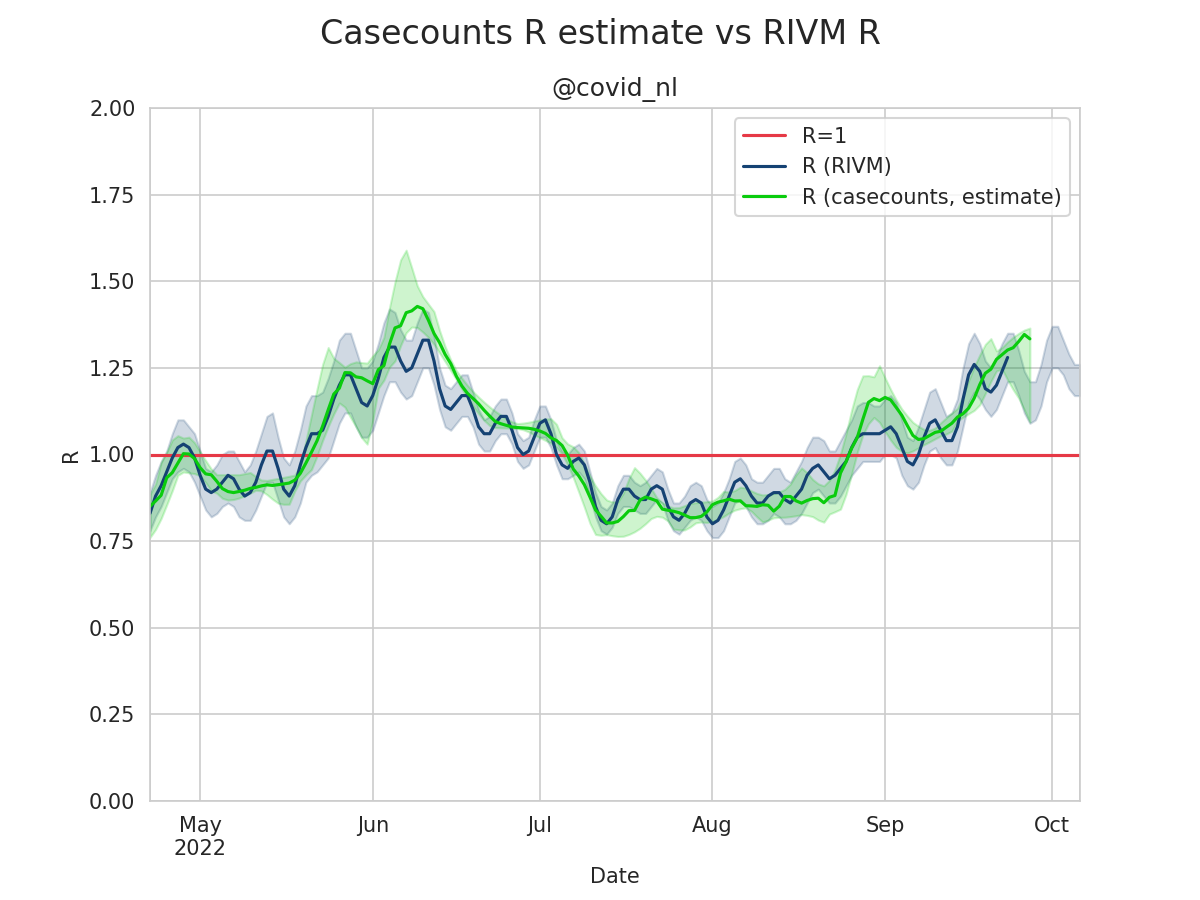 Casecounts R estimate vs RIVM R
@covid_nl
R=1
R (RIVM)
R (casecounts, estimate)
R
2.00
1.75
1.50
1.25
1.00
0.75
0.50
0.25
0.00
May Jun Jul Aug Sep Oct
2022
Date